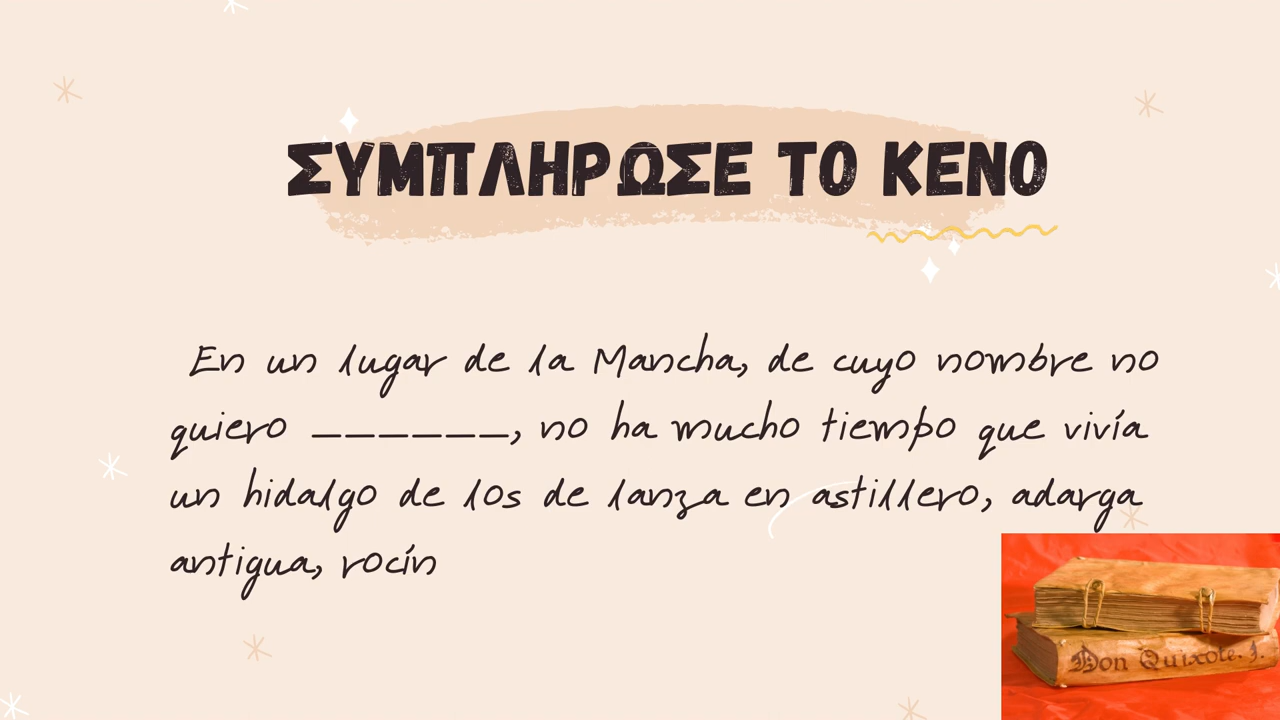 ΣΥΜΠΛΗΡΩΣΕ ΤΟ ΚΕΝΟ
En un lugar de la Mancha, de cuyo nombre no
quiero ______, no ha mucho tiempo que vivía
un hidalgo de los de lanza en astillero, adarga
antigua, rocín
Don Quixote. I.